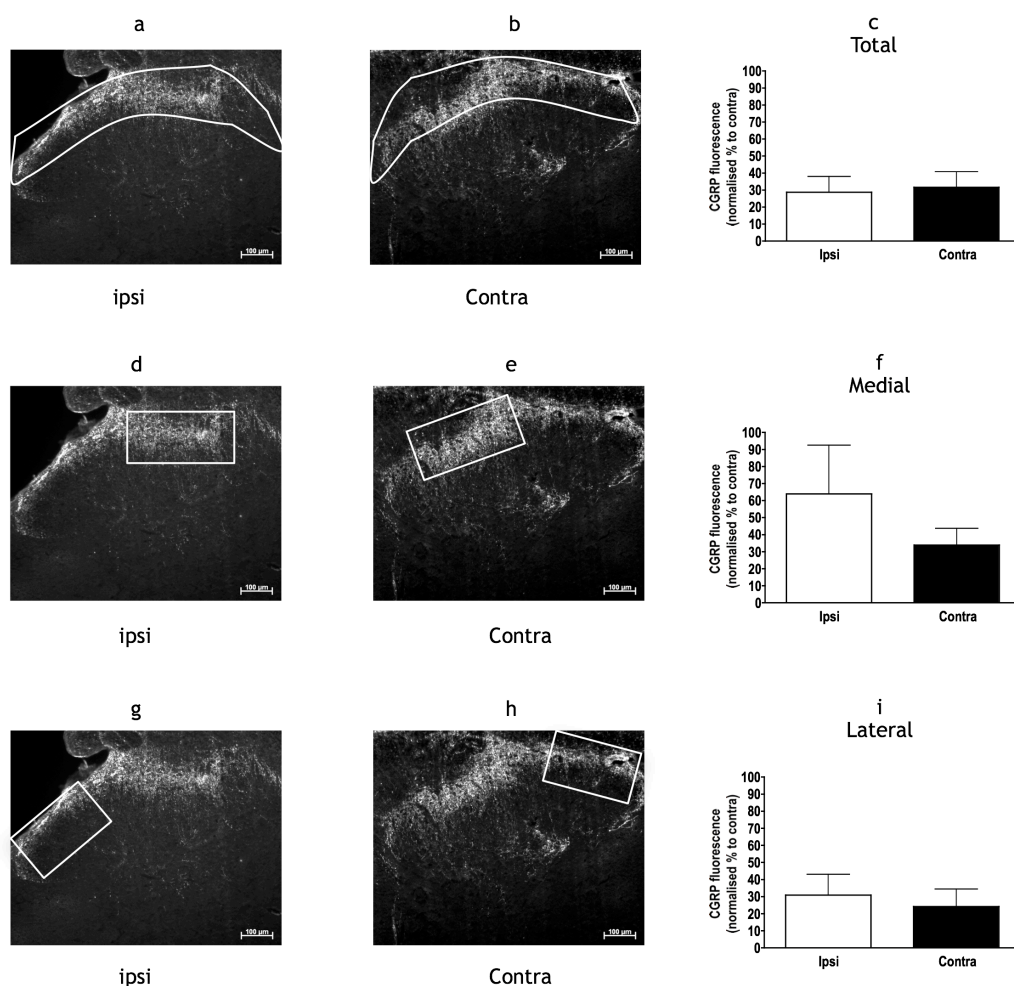 a
b
c
Total
100 µm
100 µm
CGRP fluorescence
(normalised % to contra)
100
90
80
70
60
50
40
30
20
10
0
Ipsi
Contra
ipsi
Contra
d
e
f
Medial
100 µm
100 µm
CGRP fluorescence
(normalised % to contra)
100
90
80
70
60
50
40
30
20
10
0
Ipsi
Contra
ipsi
Contra
g
h
i
Lateral
100 µm
100 µm
CGRP fluorescence
(normalised % to contra)
100
90
80
70
60
50
40
30
20
10
0
Ipsi
Contra
ipsi
Contra